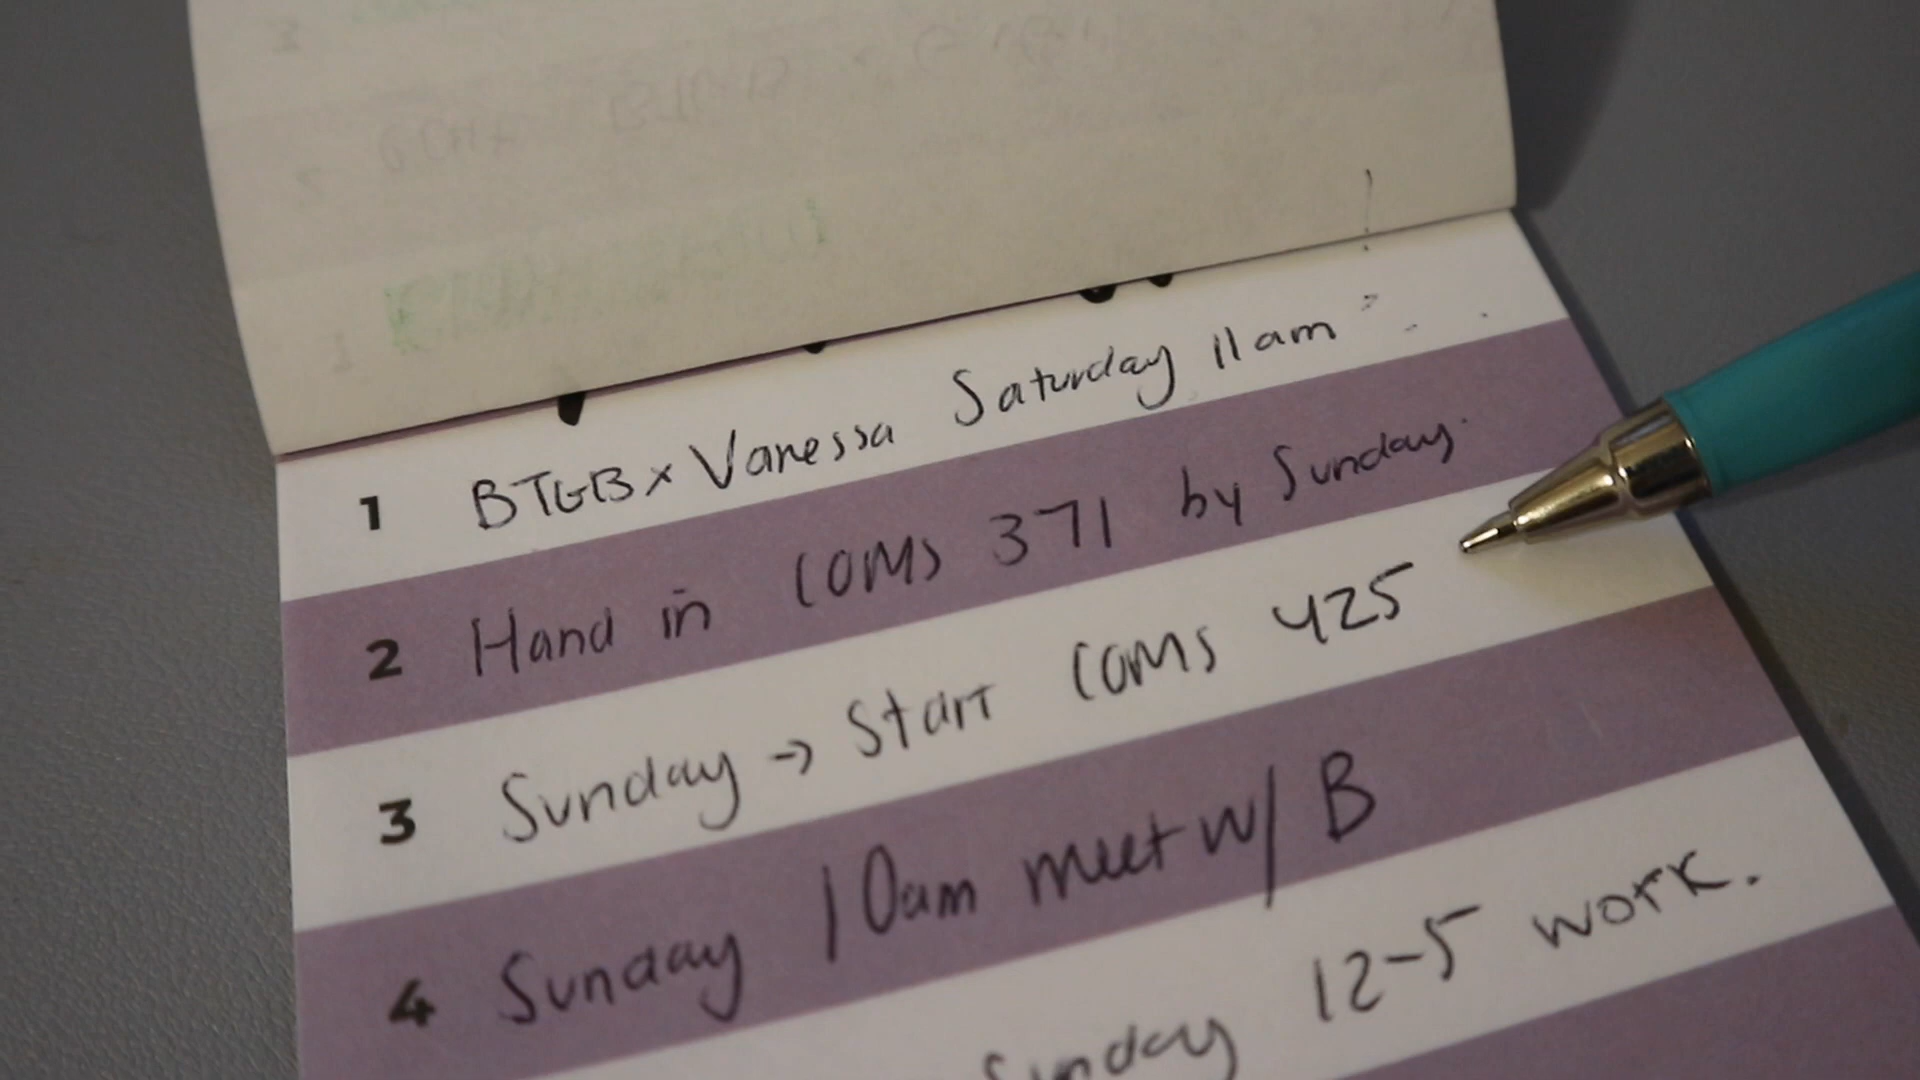 1 BTGB x Vanessa Saturday 11am
2 Hand in COMS 371 by Sunday.
3 Sunday → Start COMS 425
4 Sunday 10am meet w/ B
Sunday 12-5 work.